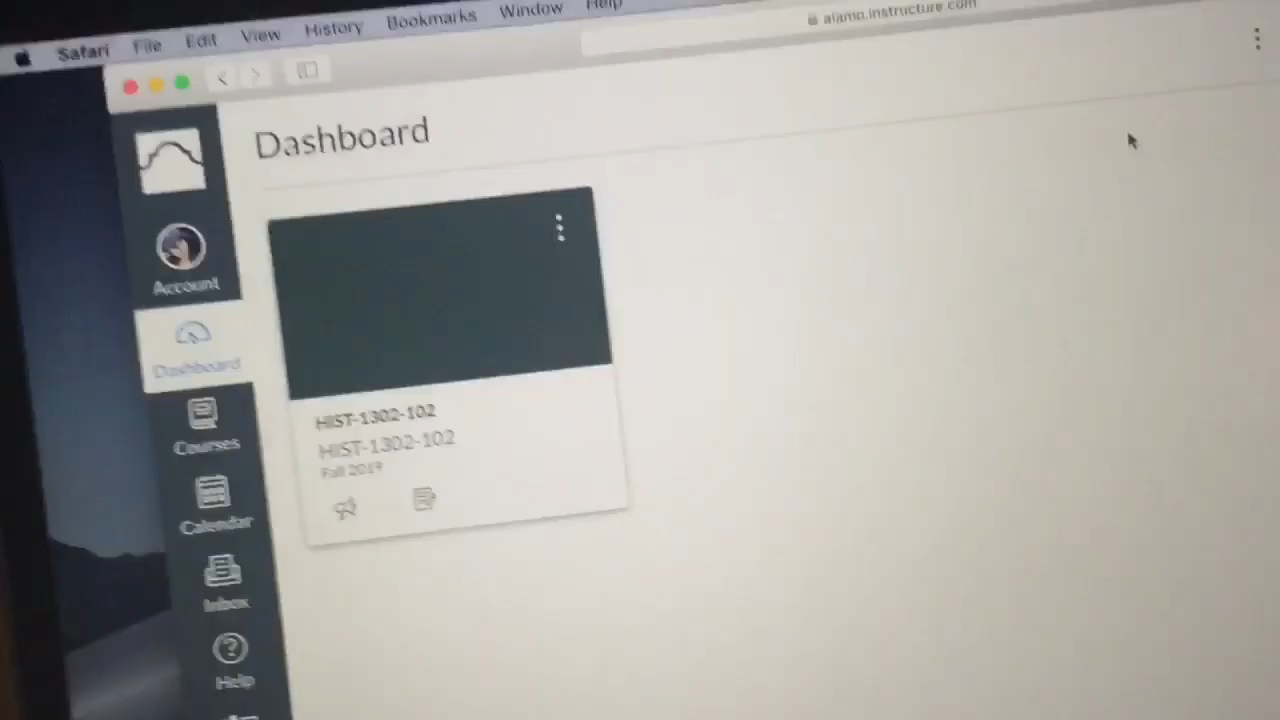 Safari File Edit View History Bookmarks Window Help
alamo.instructure.com
Dashboard
Account
Dashboard
Courses
Calendar
Inbox
Help
HIST-1302-102
HIST-1302-102
Fall 2019